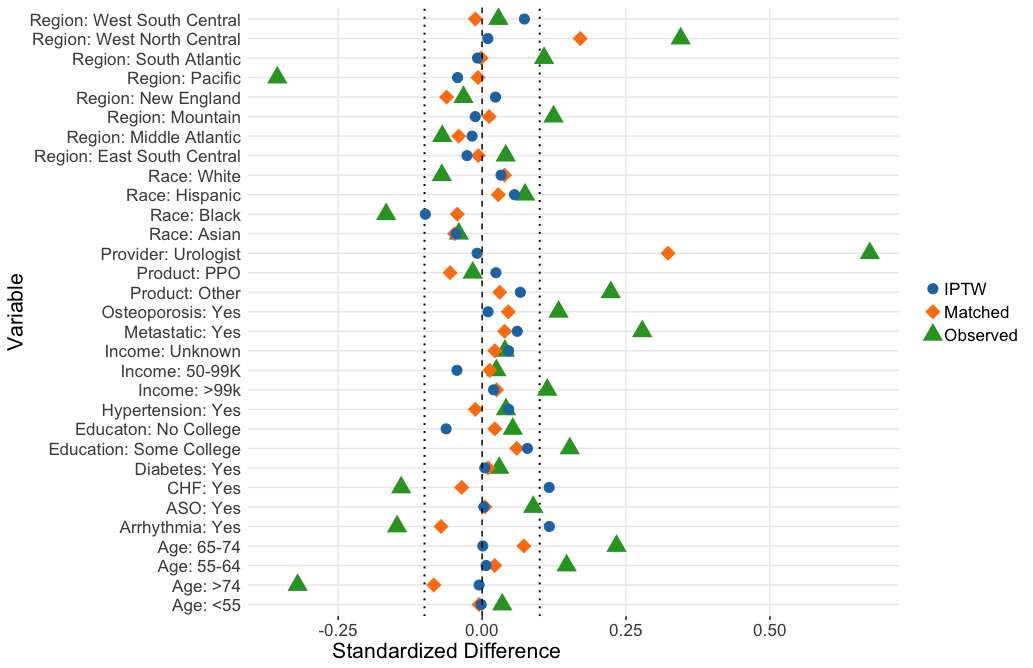 Region: West South Central
Region: West North Central
Region: South Atlantic
Region: Pacific
Region: New England
Region: Mountain
Region: Middle Atlantic
Region: East South Central
Race: White
Race: Hispanic
Race: Black
Race: Asian
Provider: Urologist
Product: PPO
Product: Other
Osteoporosis: Yes
Metastatic: Yes
Income: Unknown
Income: 50-99K
Income: >99k
Hypertension: Yes
Educaton: No College
Education: Some College
Diabetes: Yes
CHF: Yes
ASO: Yes
Arrhythmia: Yes
Age: 65-74
Age: 55-64
Age: >74
Age: <55
Variable
-0.25 0.00 0.25 0.50
Standardized Difference
IPTW
Matched
Observed